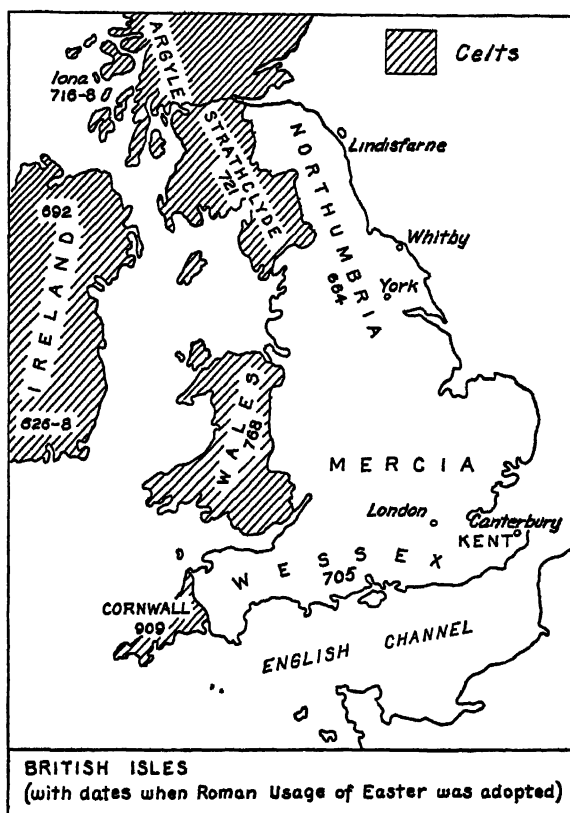 Celts
ARGYLE
Iona
716-8
STRATHCLYDE
721
NORTHUMBRIA
664
Lindisfarne
Whitby
York
692
IRELAND
626-8
WALES
768
MERCIA
London
Canterbury
KENT
WESSEX
705
CORNWALL
909
ENGLISH CHANNEL
BRITISH ISLES
(with dates when Roman Usage of Easter was adopted)